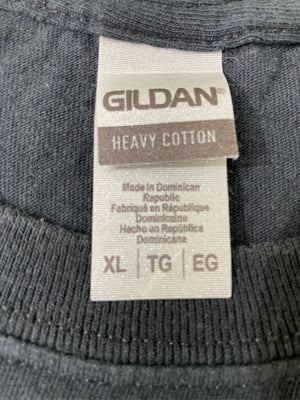 GILDAN®
HEAVY COTTON
Made in Dominican
Republic
Fabriqué en République
Dominicaine
Hecho en República
Dominicana
XL | TG | EG